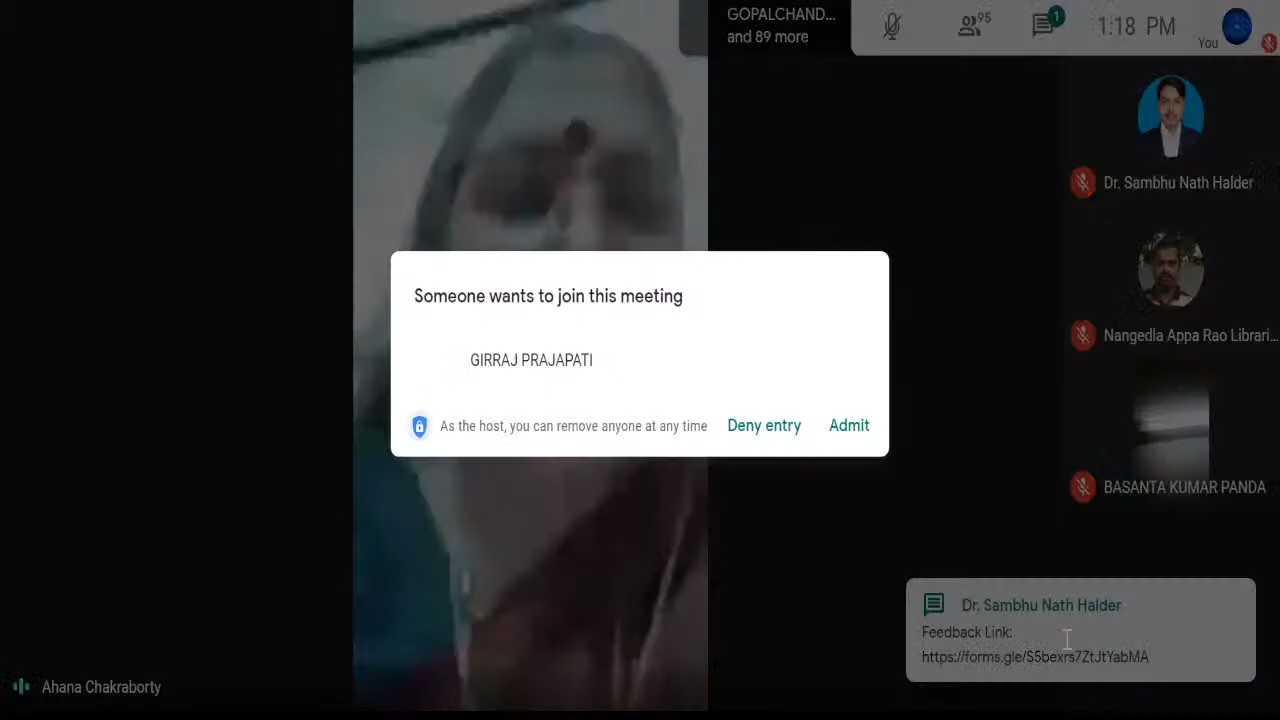 GOPALCHAND...
and 89 more
95
1
1:18 PM
You
Dr. Sambhu Nath Halder
Nangedla Appa Rao Librari...
BASANTA KUMAR PANDA
Someone wants to join this meeting
GIRRAJ PRAJAPATI
As the host, you can remove anyone at any time
Deny entry
Admit
Dr. Sambhu Nath Halder
Feedback Link:
https://forms.gle/S5bexrs7ZtJtYabMA
Ahana Chakraborty